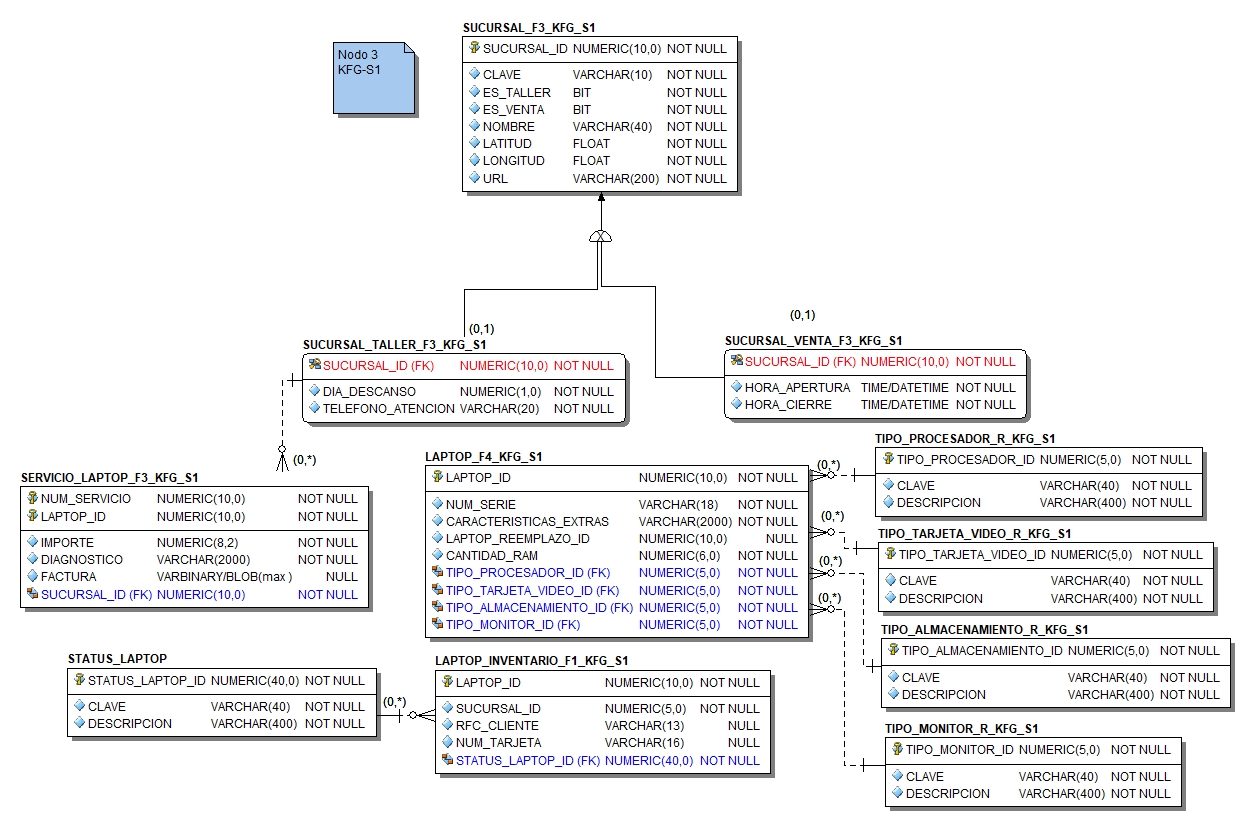 SUCURSAL_F3_KFG_S1
SUCURSAL_ID NUMERIC(10,0) NOT NULL
CLAVE VARCHAR(10) NOT NULL
ES_TALLER BIT NOT NULL
ES_VENTA BIT NOT NULL
NOMBRE VARCHAR(40) NOT NULL
LATITUD FLOAT NOT NULL
LONGITUD FLOAT NOT NULL
URL VARCHAR(200) NOT NULL
Nodo 3
KFG-S1
(0,1)
SUCURSAL_TALLER_F3_KFG_S1
SUCURSAL_ID (FK) NUMERIC(10,0) NOT NULL
DIA_DESCANSO NUMERIC(1,0) NOT NULL
TELEFONO_ATENCION VARCHAR(20) NOT NULL
(0,1)
SUCURSAL_VENTA_F3_KFG_S1
SUCURSAL_ID (FK) NUMERIC(10,0) NOT NULL
HORA_APERTURA TIME/DATETIME NOT NULL
HORA_CIERRE TIME/DATETIME NOT NULL
(0,*)
SERVICIO_LAPTOP_F3_KFG_S1
NUM_SERVICIO NUMERIC(10,0) NOT NULL
LAPTOP_ID NUMERIC(10,0) NOT NULL
IMPORTE NUMERIC(8,2) NOT NULL
DIAGNOSTICO VARCHAR(2000) NOT NULL
FACTURA VARBINARY/BLOB(max ) NULL
SUCURSAL_ID (FK) NUMERIC(10,0) NOT NULL
LAPTOP_F4_KFG_S1
LAPTOP_ID NUMERIC(10,0) NOT NULL
NUM_SERIE VARCHAR(18) NOT NULL
CARACTERISTICAS_EXTRAS VARCHAR(2000) NOT NULL
LAPTOP_REEMPLAZO_ID NUMERIC(10,0) NULL
CANTIDAD_RAM NUMERIC(6,0) NOT NULL
TIPO_PROCESADOR_ID (FK) NUMERIC(5,0) NOT NULL
TIPO_TARJETA_VIDEO_ID (FK) NUMERIC(5,0) NOT NULL
TIPO_ALMACENAMIENTO_ID (FK) NUMERIC(5,0) NOT NULL
TIPO_MONITOR_ID (FK) NUMERIC(5,0) NOT NULL
(0,*)
(0,*)
(0,*)
(0,*)
TIPO_PROCESADOR_R_KFG_S1
TIPO_PROCESADOR_ID NUMERIC(5,0) NOT NULL
CLAVE VARCHAR(40) NOT NULL
DESCRIPCION VARCHAR(400) NOT NULL
TIPO_TARJETA_VIDEO_R_KFG_S1
TIPO_TARJETA_VIDEO_ID NUMERIC(5,0) NOT NULL
CLAVE VARCHAR(40) NOT NULL
DESCRIPCION VARCHAR(400) NOT NULL
TIPO_ALMACENAMIENTO_R_KFG_S1
TIPO_ALMACENAMIENTO_ID NUMERIC(5,0) NOT NULL
CLAVE VARCHAR(40) NOT NULL
DESCRIPCION VARCHAR(400) NOT NULL
TIPO_MONITOR_R_KFG_S1
TIPO_MONITOR_ID NUMERIC(5,0) NOT NULL
CLAVE VARCHAR(40) NOT NULL
DESCRIPCION VARCHAR(400) NOT NULL
STATUS_LAPTOP
STATUS_LAPTOP_ID NUMERIC(40,0) NOT NULL
CLAVE VARCHAR(40) NOT NULL
DESCRIPCION VARCHAR(400) NOT NULL
(0,*)
LAPTOP_INVENTARIO_F1_KFG_S1
LAPTOP_ID NUMERIC(10,0) NOT NULL
SUCURSAL_ID NUMERIC(5,0) NOT NULL
RFC_CLIENTE VARCHAR(13) NULL
NUM_TARJETA VARCHAR(16) NULL
STATUS_LAPTOP_ID (FK) NUMERIC(40,0) NOT NULL